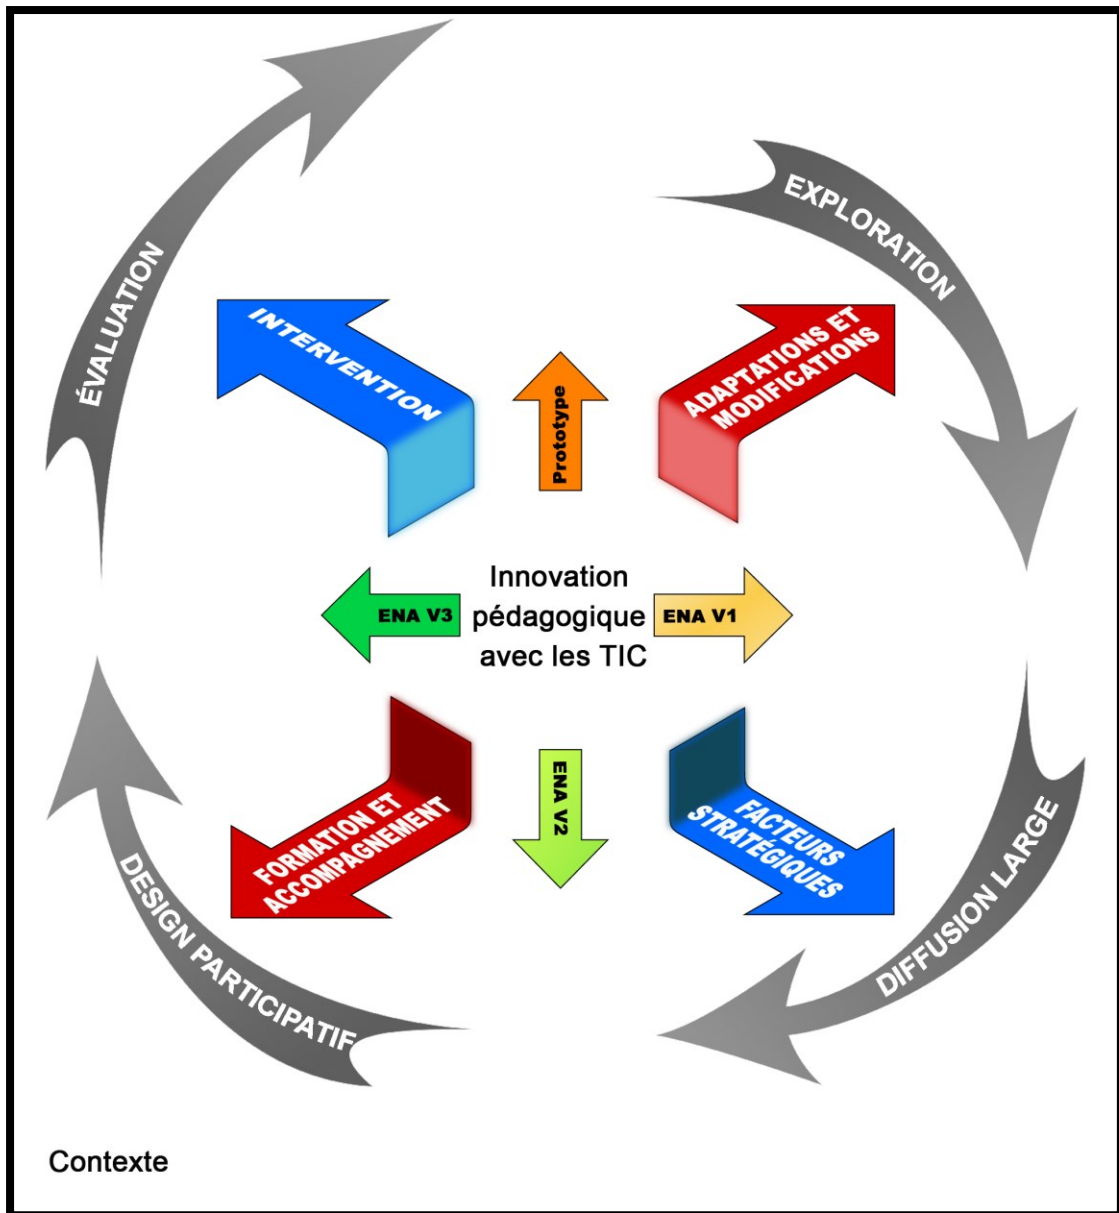 EXPLORATION
ÉVALUATION
INTERVENTION
ADAPTATIONS ET
MODIFICATIONS
Prototype
Innovation
pédagogique
avec les TIC
ENA V3
ENA V1
ENA V2
FORMATION ET
ACCOMPAGNEMENT
FACTEURS
STRATÉGIQUES
DIFFUSION LARGE
DESIGN PARTICIPATIF
Contexte